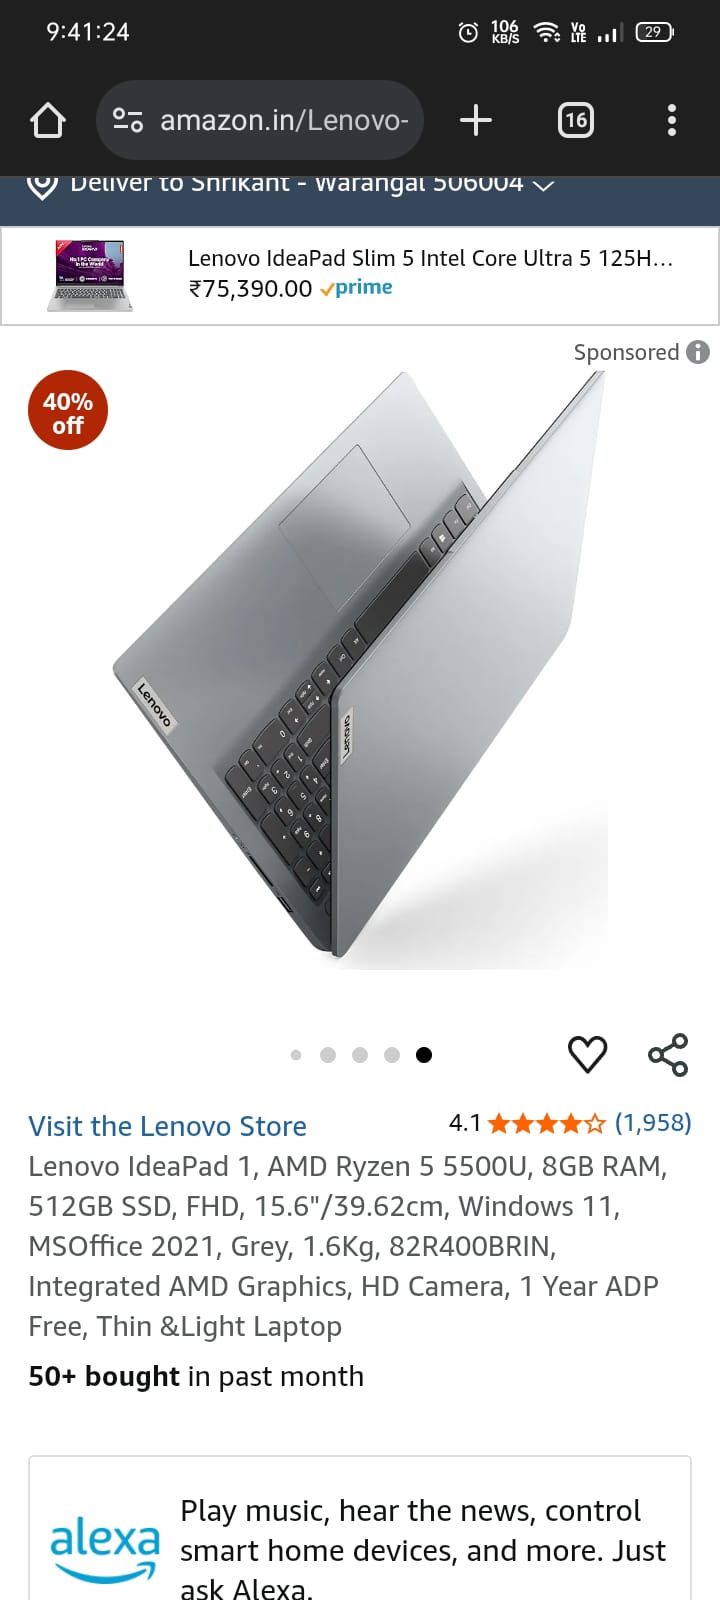 9:41:24
106
KB/S
Vo
LTE
29
amazon.in/Lenovo-
16
Deliver to Shrikant - Warangal 506004
Lenovo IdeaPad Slim 5 Intel Core Ultra 5 125H...
₹75,390.00 prime
Sponsored
40%
off
Lenovo
Lenovo
Visit the Lenovo Store
4.1 (1,958)
Lenovo IdeaPad 1, AMD Ryzen 5 5500U, 8GB RAM,
512GB SSD, FHD, 15.6"/39.62cm, Windows 11,
MSOffice 2021, Grey, 1.6Kg, 82R400BRIN,
Integrated AMD Graphics, HD Camera, 1 Year ADP
Free, Thin &Light Laptop
50+ bought in past month
alexa
Play music, hear the news, control
smart home devices, and more. Just
ask Alexa.